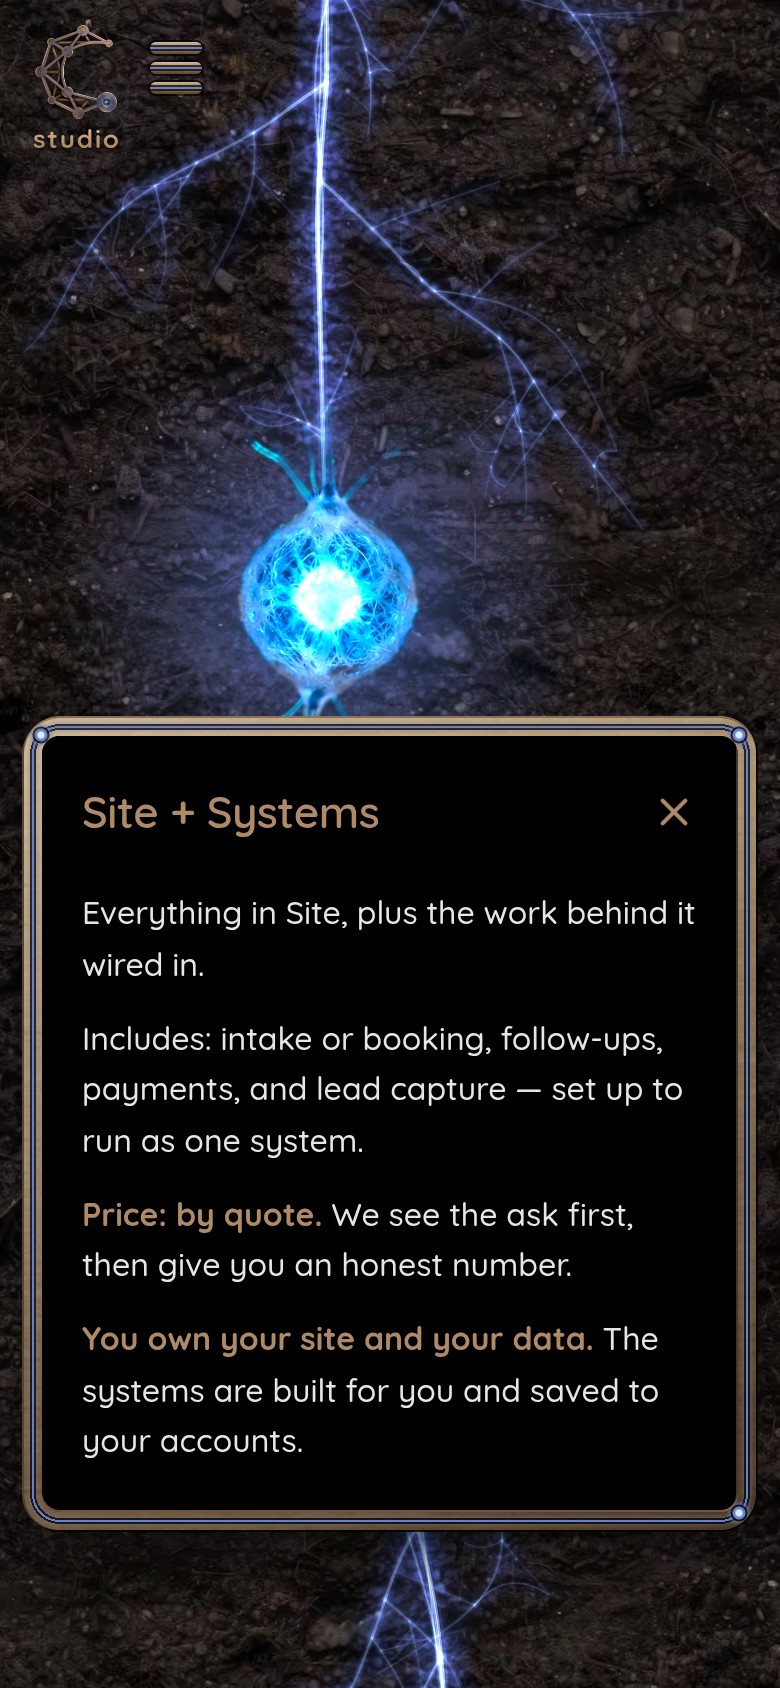 studio
Site + Systems
Everything in Site, plus the work behind it
wired in.
Includes: intake or booking, follow-ups,
payments, and lead capture — set up to
run as one system.
Price: by quote. We see the ask first,
then give you an honest number.
You own your site and your data. The
systems are built for you and saved to
your accounts.